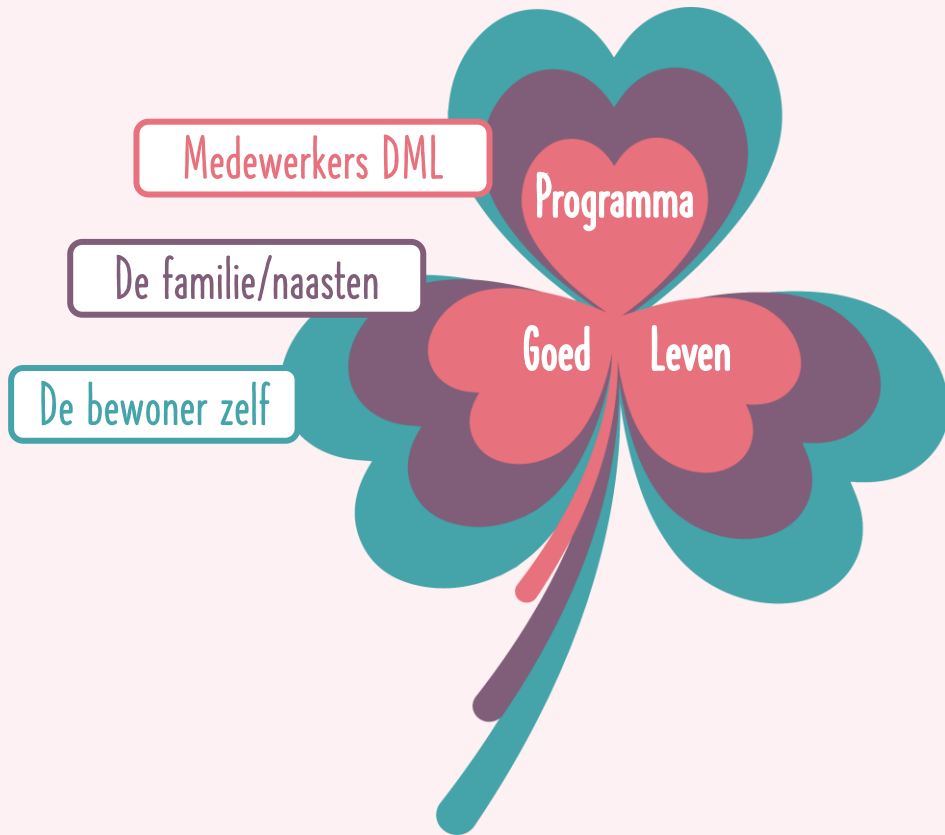 Medewerkers DML
Programma
De familie/naasten
Goed Leven
De bewoner zelf